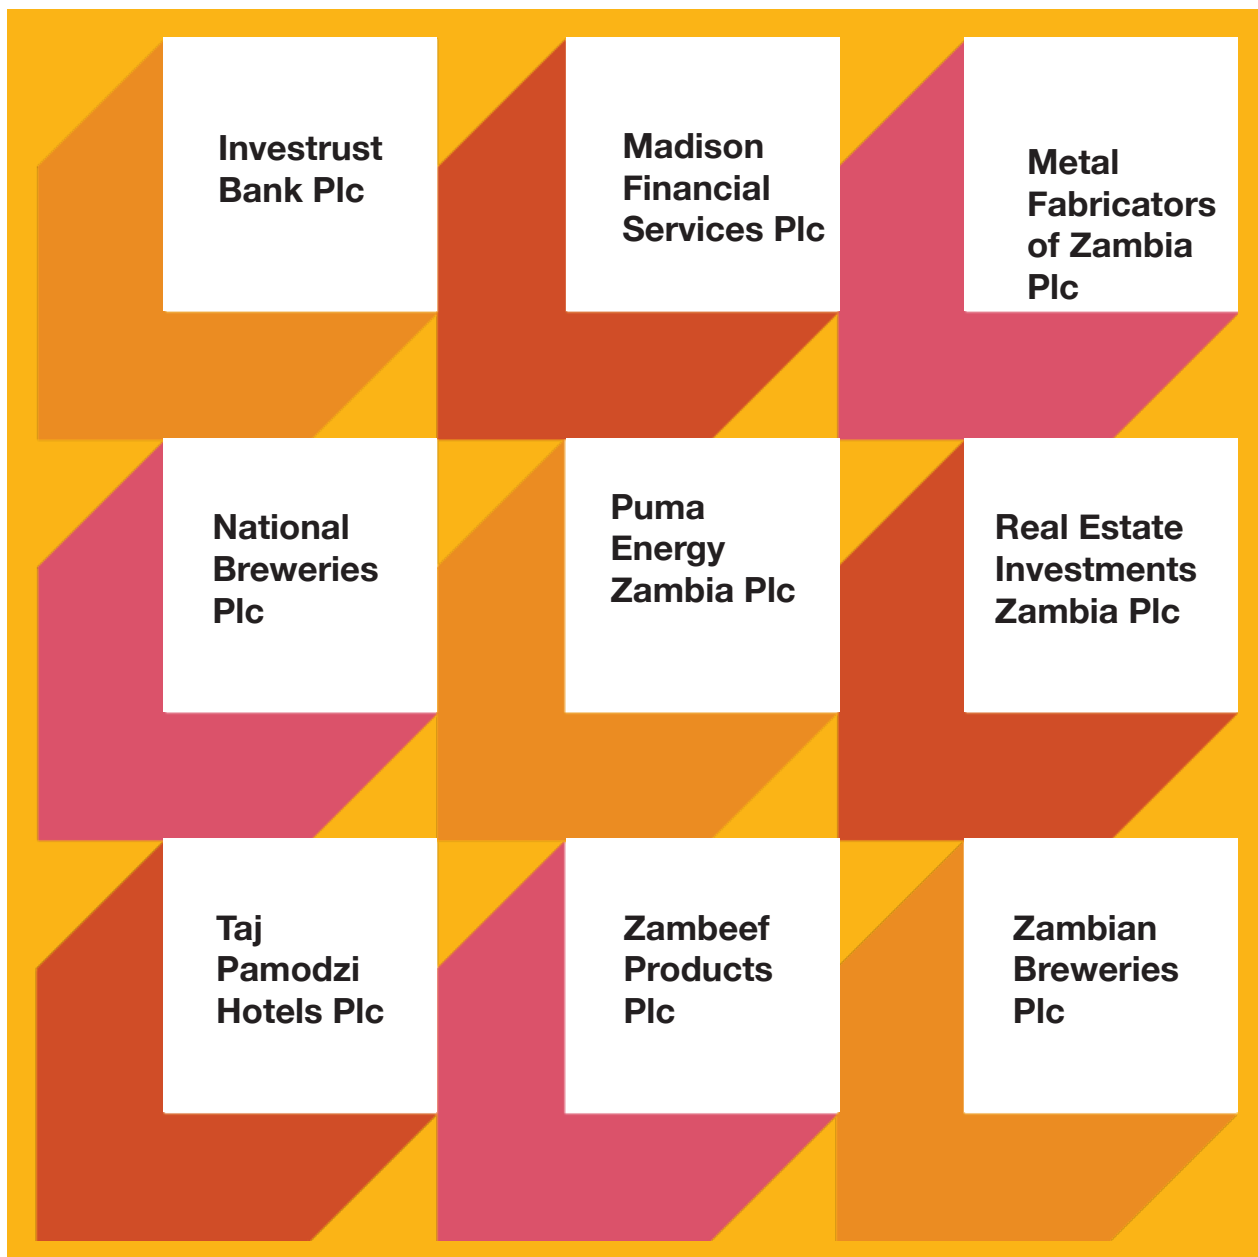 Investrust
Bank Plc
Madison
Financial
Services Plc
Metal
Fabricators
of Zambia
Plc
National
Breweries
Plc
Puma
Energy
Zambia Plc
Real Estate
Investments
Zambia Plc
Taj
Pamodzi
Hotels Plc
Zambeef
Products
Plc
Zambian
Breweries
Plc